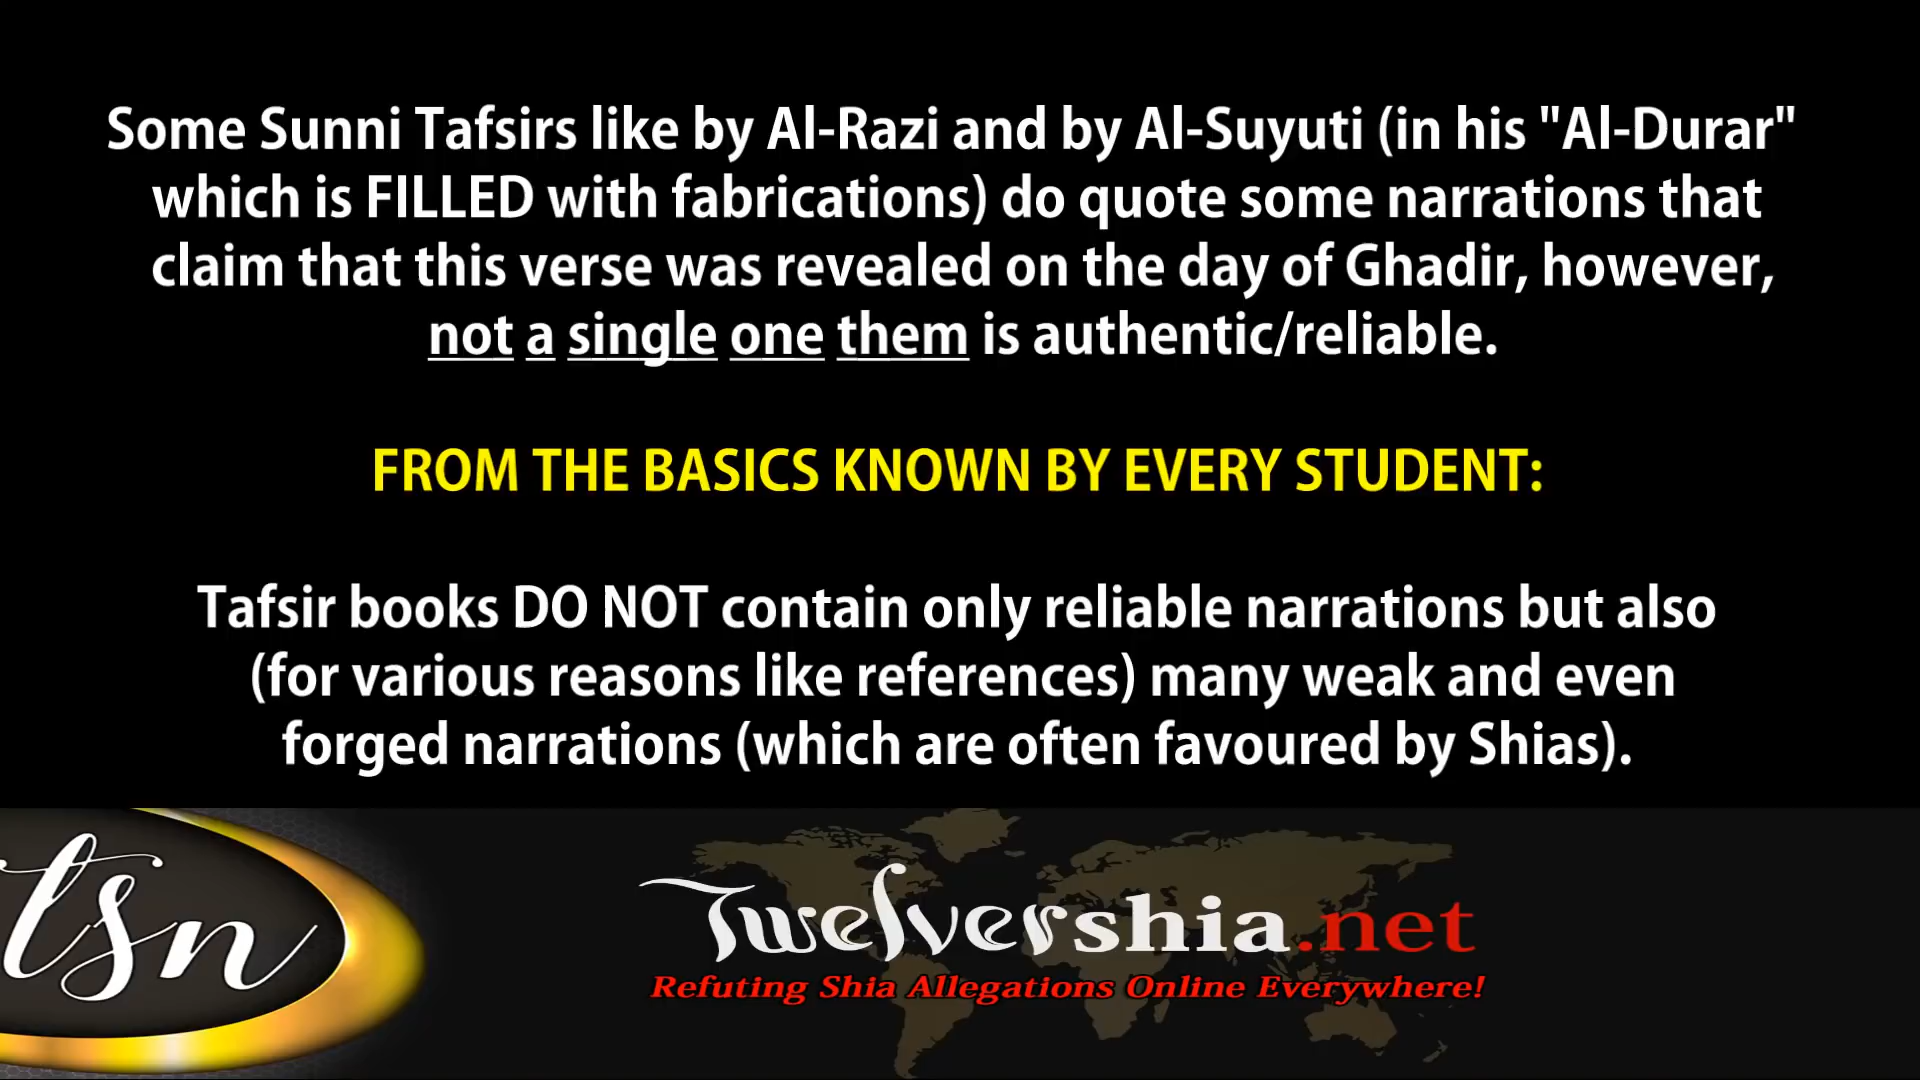 Some Sunni Tafsirs like by Al-Razi and by Al-Suyuti (in his "Al-Durar"
which is FILLED with fabrications) do quote some narrations that
claim that this verse was revealed on the day of Ghadir, however,
not a single one them is authentic/reliable.
FROM THE BASICS KNOWN BY EVERY STUDENT:
Tafsir books DO NOT contain only reliable narrations but also
(for various reasons like references) many weak and even
forged narrations (which are often favoured by Shias).
tsn
Twelvershia.net
Refuting Shia Allegations Online Everywhere!